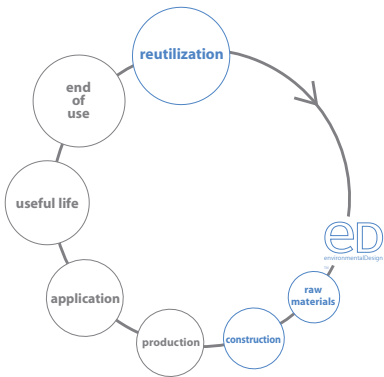 reutilization
end
of
use
useful life
application
production
construction
raw
materials
eD
environmentalDesign